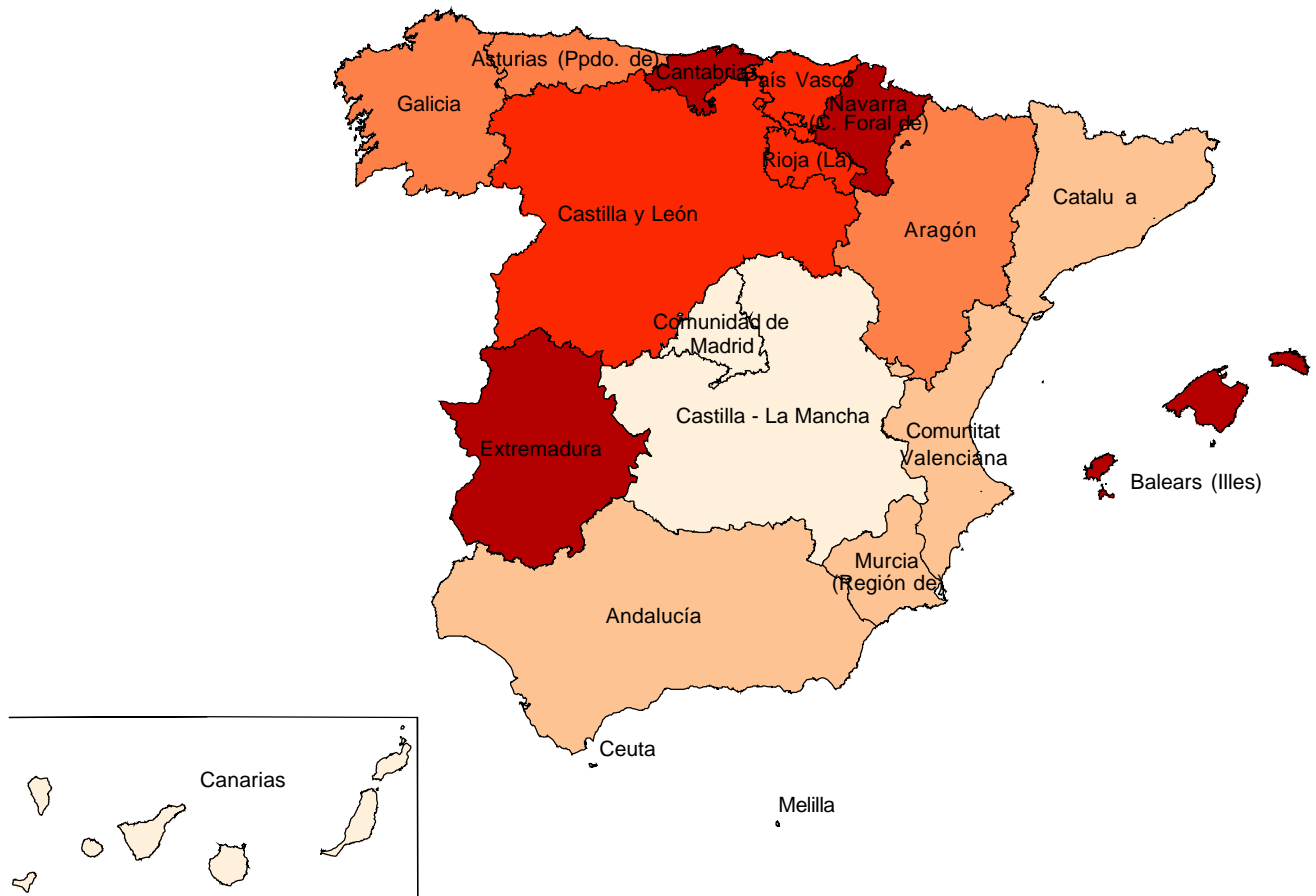 Asturias (Ppdo. de)
Cantabria
País Vasco
Galicia
Navarra
(C. Foral de)
Rioja (La)
Catalu a
Castilla y León
Aragón
Comunidad de
Madrid
Castilla - La Mancha
Comunitat
Valenciana
Extremadura
Balears (Illes)
Murcia
(Región de)
Andalucía
Ceuta
Canarias
Melilla